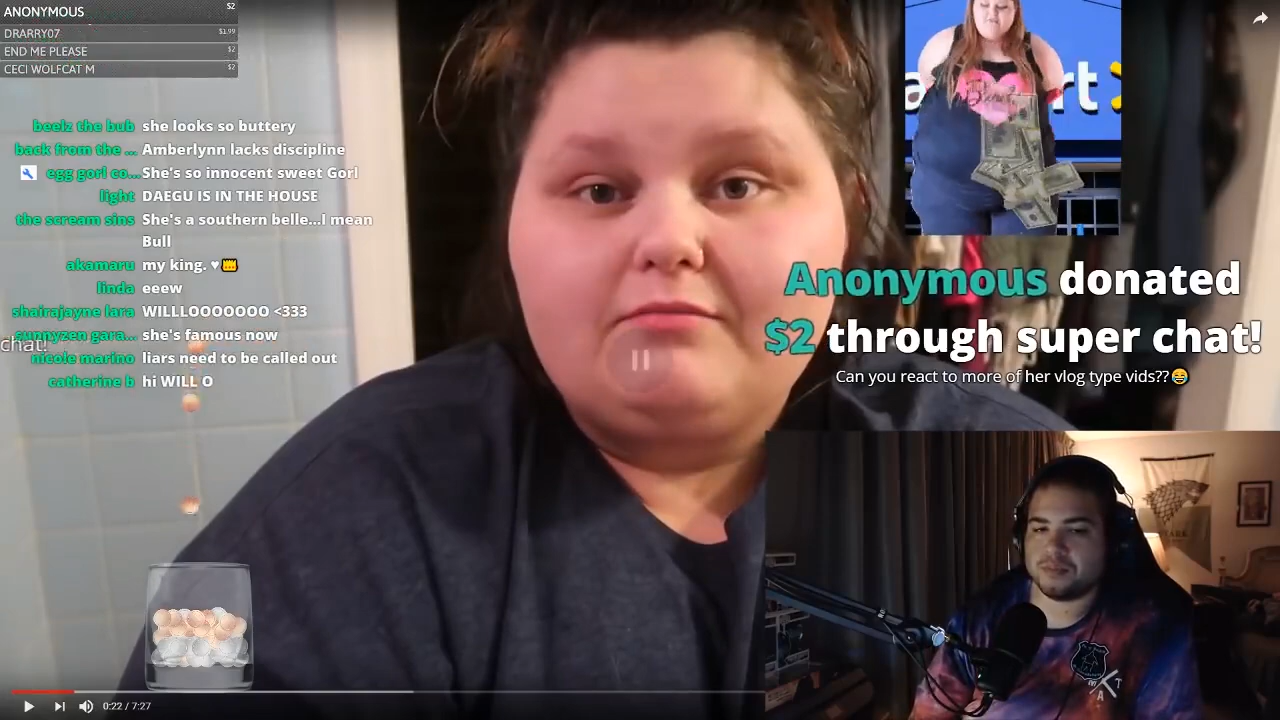 ANONYMOUS $2
DRARRY07 $1.99
END ME PLEASE $2
CECI WOLFCAT M $2
beelz the bub she looks so buttery
back from the ... Amberlynn lacks discipline
egg gorl co... She's so innocent sweet Gorl
light DAEGU IS IN THE HOUSE
the scream sins She's a southern belle...I mean
Bull
akamaru my king. ♥👑
linda eeew
shairajayne lara WILLLOOOOOOO <333
sunnyzen gara... she's famous now
chat!
nicole marino liars need to be called out
catherine b hi WILL O
rt
Anonymous donated
$2 through super chat!
Can you react to more of her vlog type vids??😂
STARK
0:22 / 7:27